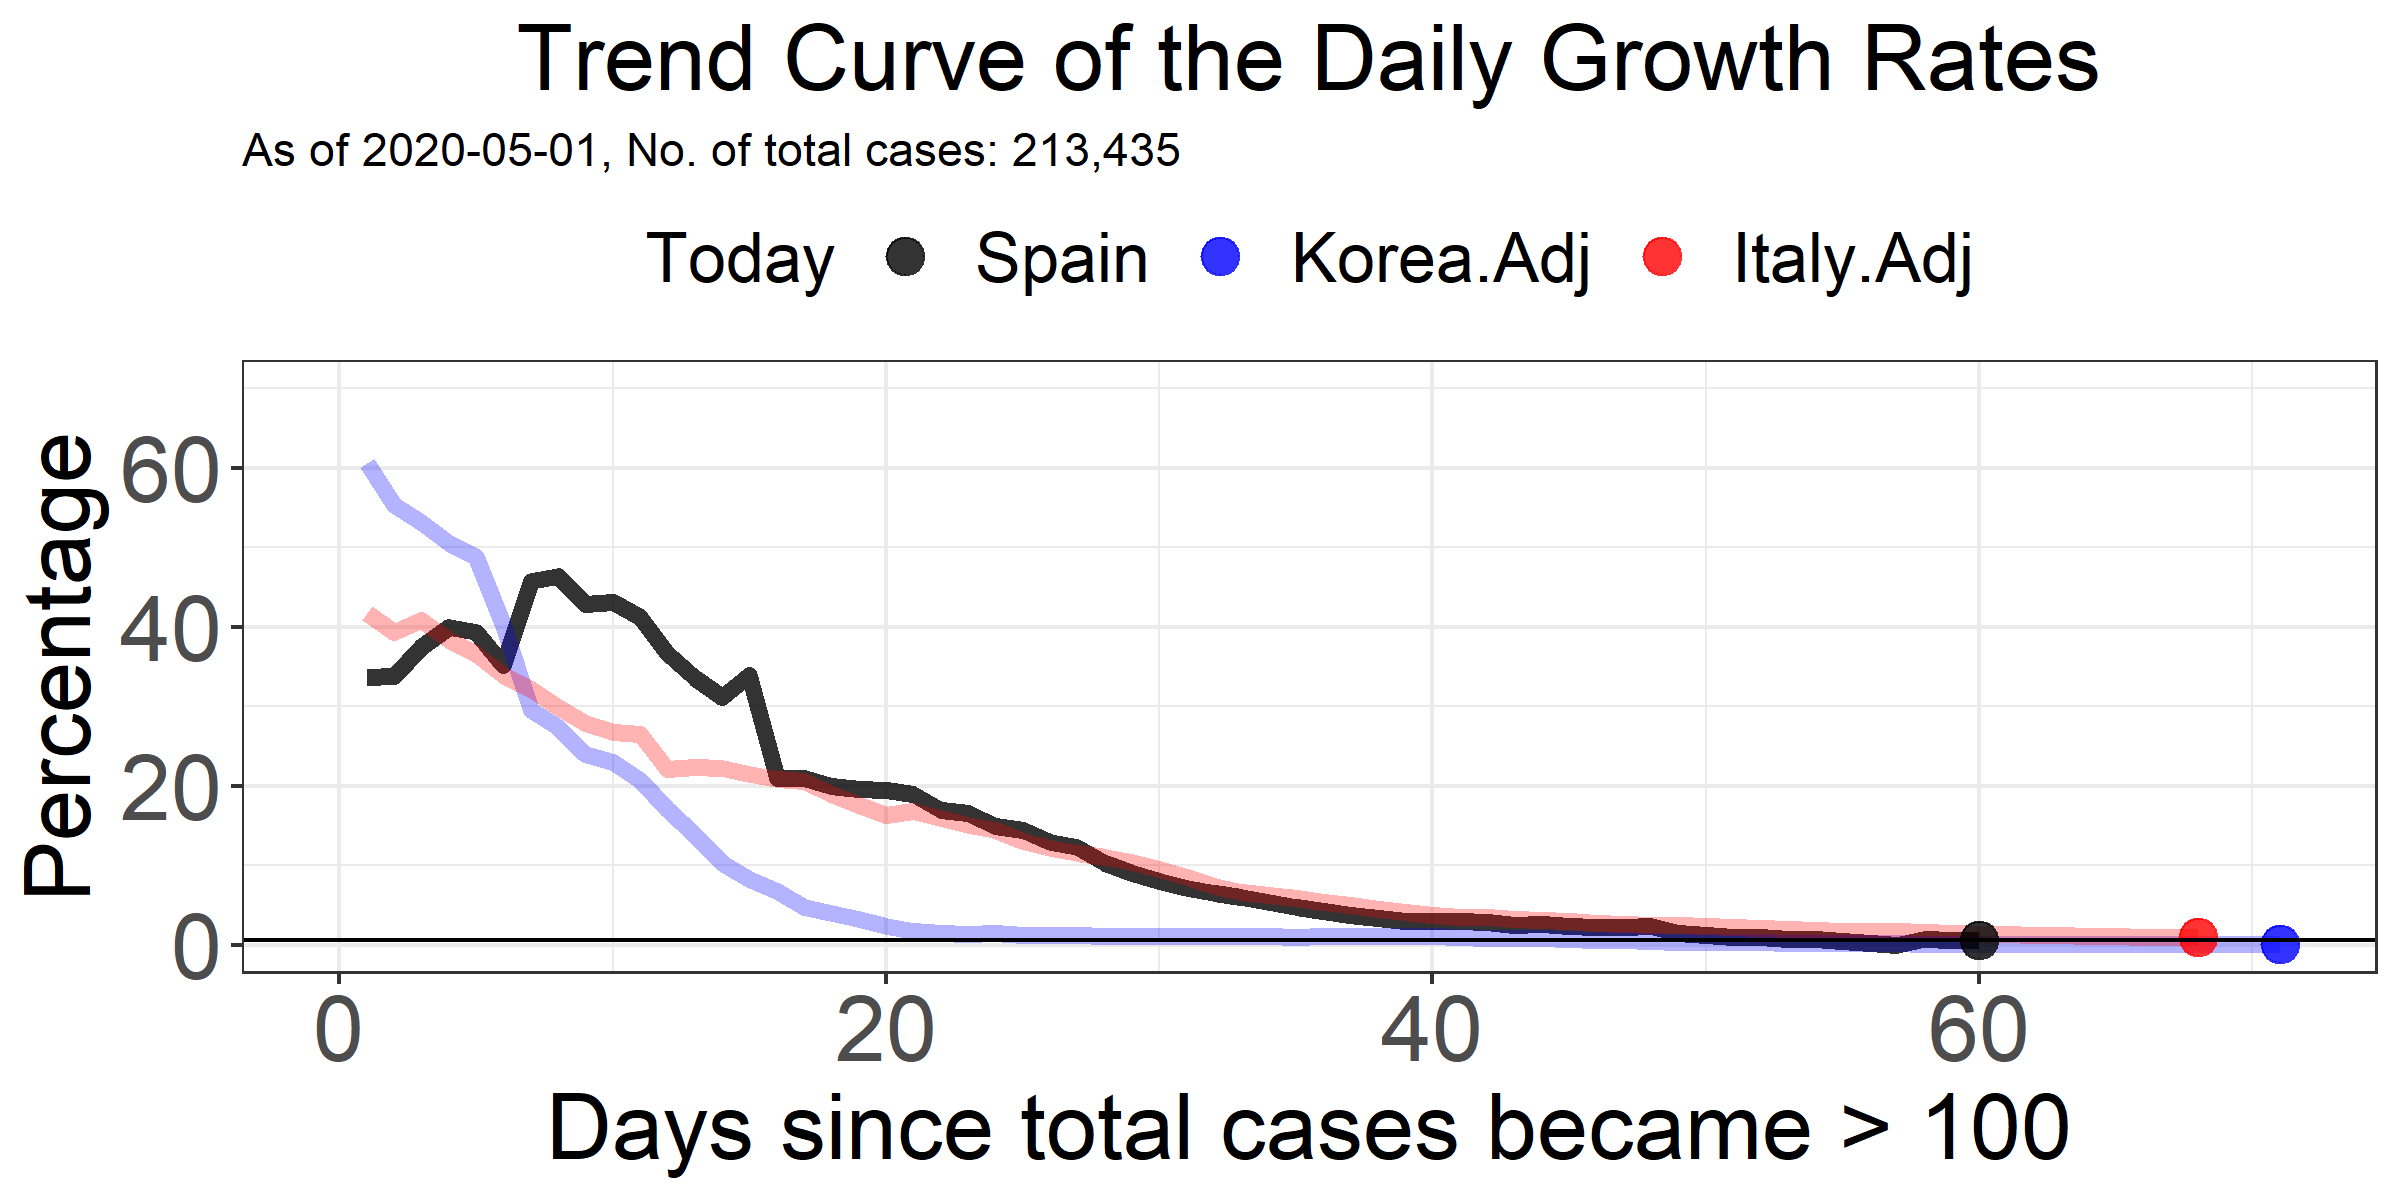 Trend Curve of the Daily Growth Rates
As of 2020-05-01, No. of total cases: 213,435
Today Spain Korea.Adj Italy.Adj
Percentage
60
40
20
0
0 20 40 60
Days since total cases became > 100